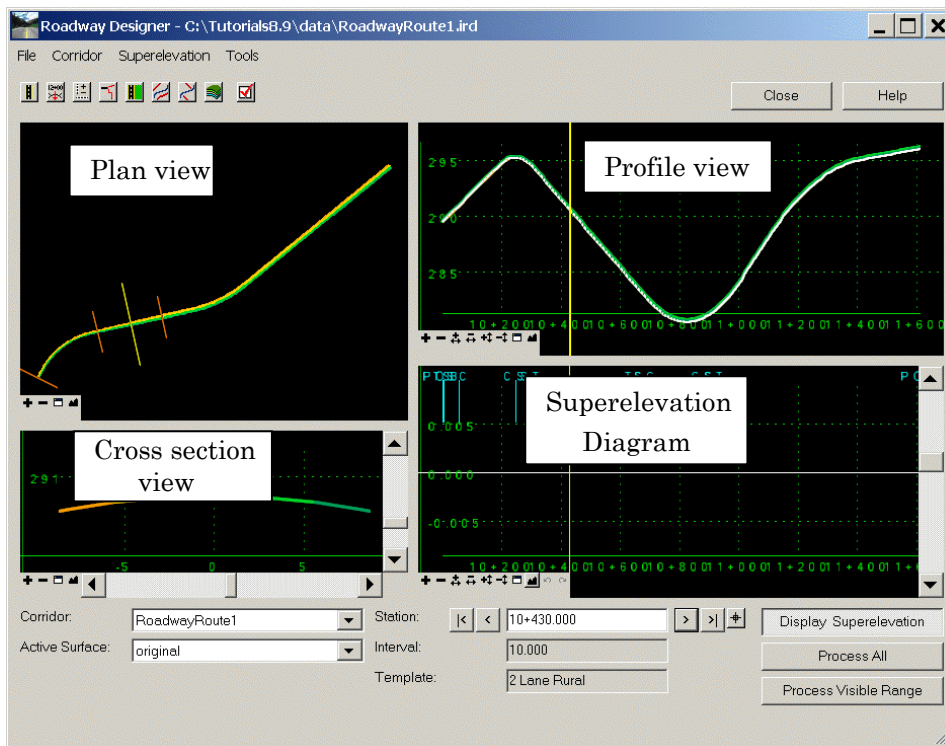 Roadway Designer - C:\Tutorials8.9\data\RoadwayRoute1.ird
File Corridor Superelevation Tools
Close Help
Plan view
295
290
285
Profile view
10+200 10+400 10+600 10+800 11+000 11+200 11+400 11+600
Cross section
view
291
-5 0 5
Superelevation
Diagram
0.005
0.000
-0.005
Corridor: RoadwayRoute1
Station: 10+430.000
Display Superelevation
Active Surface: original
Interval: 10.000
Process All
Template: 2 Lane Rural
Process Visible Range